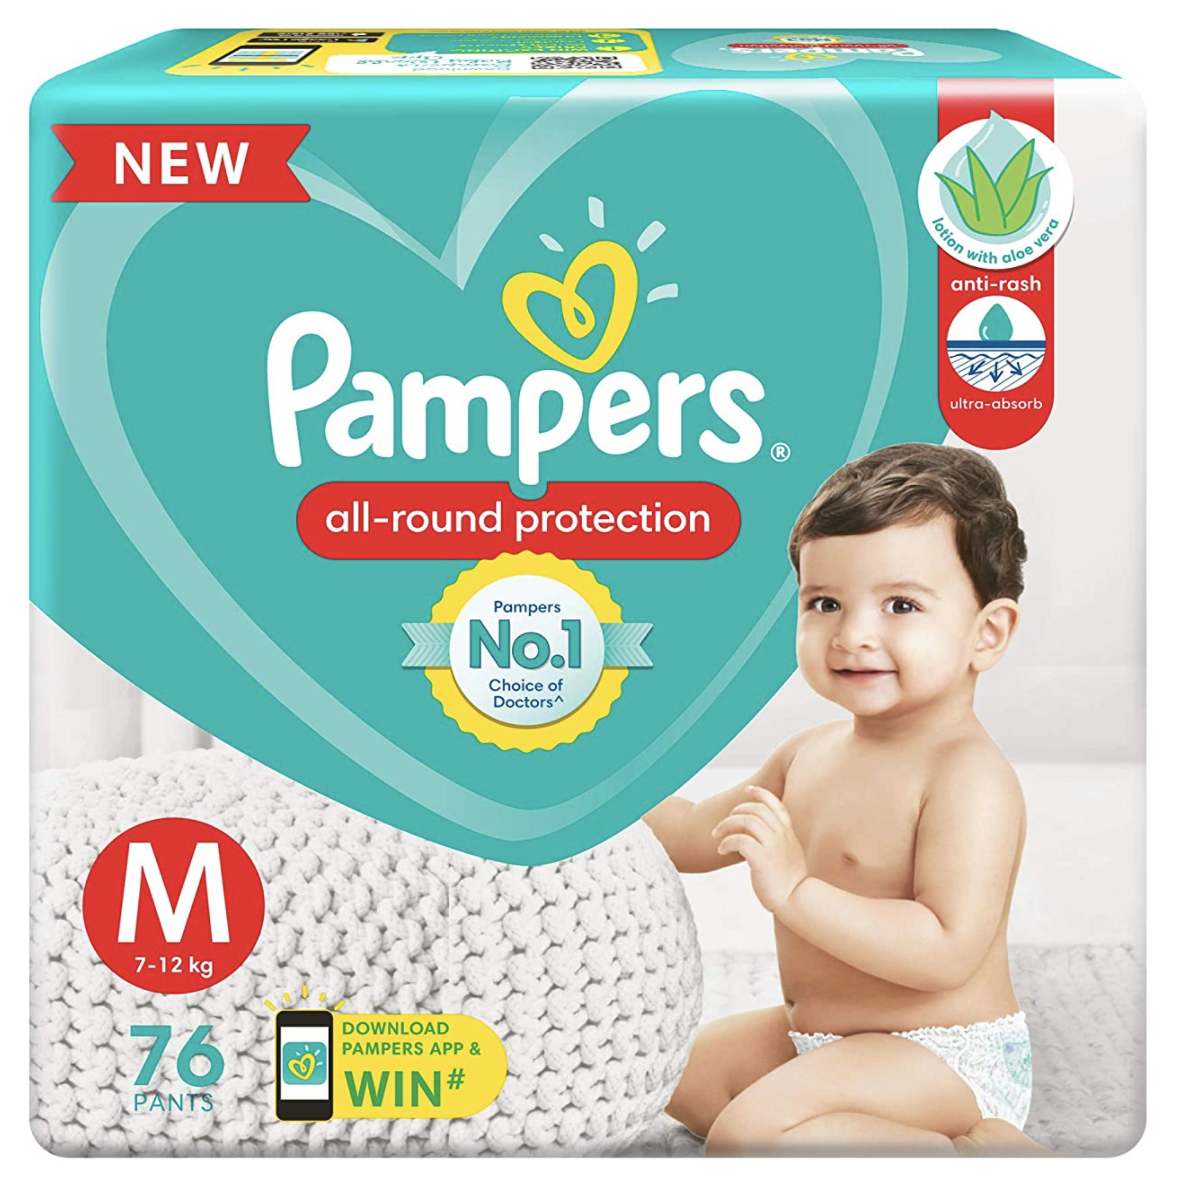 NEW
Pampers®
all-round protection
Pampers
No.1
Choice of
Doctors^
lotion with aloe vera
anti-rash
ultra-absorb
M
7-12 kg
76
PANTS
DOWNLOAD
PAMPERS APP &
WIN#